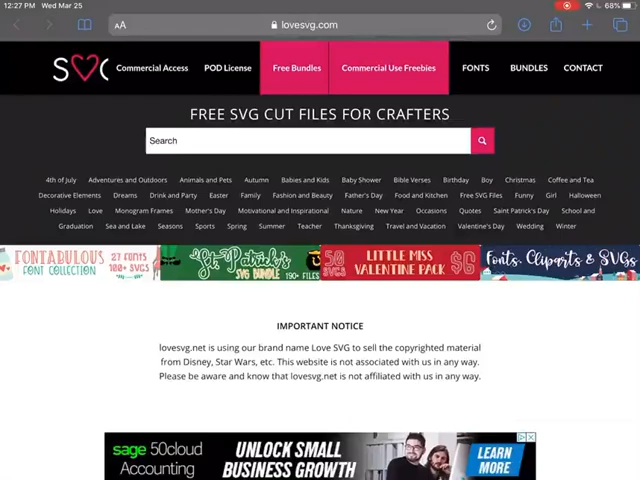 12:27 PM Wed Mar 25
68%
AA
lovesvg.com
Commercial Access
POD License
Free Bundles
Commercial Use Freebies
FONTS
BUNDLES
CONTACT
FREE SVG CUT FILES FOR CRAFTERS
Search
4th of July Adventures and Outdoors Animals and Pets Autumn Babies and Kids Baby Shower Bible Verses Birthday Boy Christmas Coffee and Tea
Decorative Elements Dreams Drink and Party Easter Family Fashion and Beauty Father's Day Food and Kitchen Free SVG Files Funny Girl Halloween
Holidays Love Monogram Frames Mother's Day Motivational and Inspirational Nature New Year Occasions Quotes Saint Patrick's Day School and
Graduation Sea and Lake Seasons Sports Spring Summer Teacher Thanksgiving Travel and Vacation Valentine's Day Wedding Winter
FONTABULOUS
FONT COLLECTION
27 FONTS
100+ SVGS
St. Patrick's
SVG BUNDLE 190+ FILES
50
SVGS
LITTLE MISS
VALENTINE PACK
$6
Fonts, Cliparts & SVGs
IMPORTANT NOTICE
lovesvg.net is using our brand name Love SVG to sell the copyrighted material
from Disney, Star Wars, etc. This website is not associated with us in any way.
Please be aware and know that lovesvg.net is not affiliated with us in any way.
sage 50cloud
Accounting
UNLOCK SMALL
BUSINESS GROWTH
LEARN
MORE